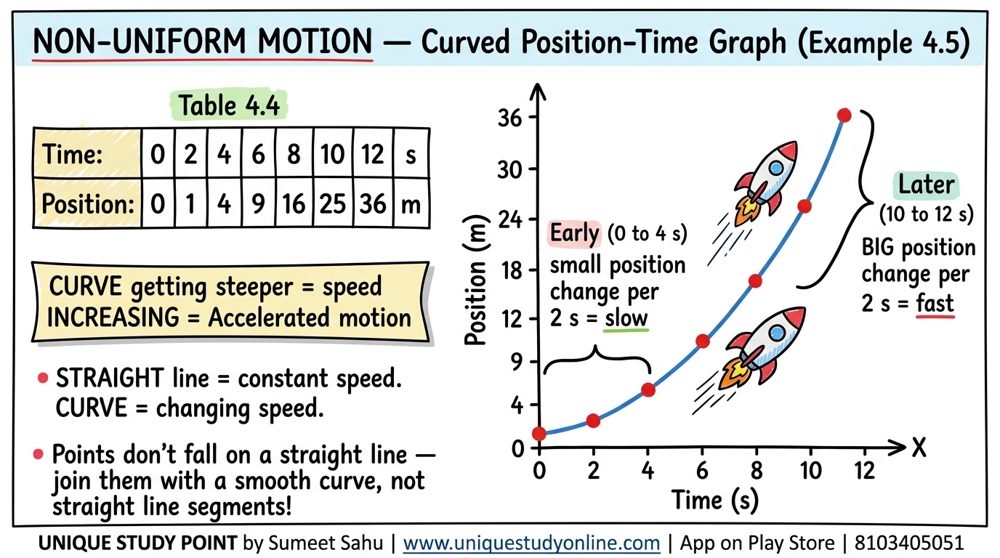 NON-UNIFORM MOTION — Curved Position-Time Graph (Example 4.5)
Table 4.4
Time: 0 2 4 6 8 10 12 s
Position: 0 1 4 9 16 25 36 m
CURVE getting steeper = speed
INCREASING = Accelerated motion
• STRAIGHT line = constant speed.
CURVE = changing speed.
• Points don't fall on a straight line —
join them with a smooth curve, not
straight line segments!
Position (m)
36
30
24
18
12
9
4
0
Early (0 to 4 s)
small position
change per
2 s = slow
Later
(10 to 12 s)
BIG position
change per
2 s = fast
0 2 4 6 8 10 12
X
Time (s)
UNIQUE STUDY POINT by Sumeet Sahu | www.uniquestudyonline.com | App on Play Store | 8103405051